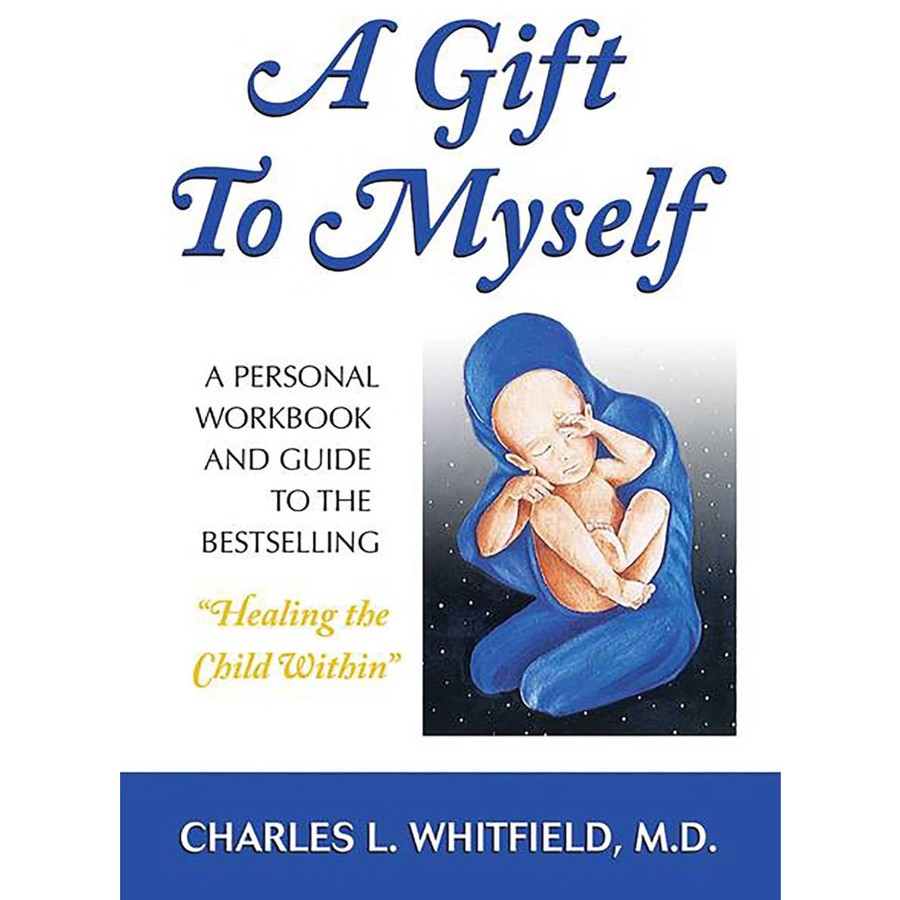 A Gift
To Myself
A PERSONAL
WORKBOOK
AND GUIDE
TO THE
BESTSELLING
“Healing the
Child Within”
CHARLES L. WHITFIELD, M.D.